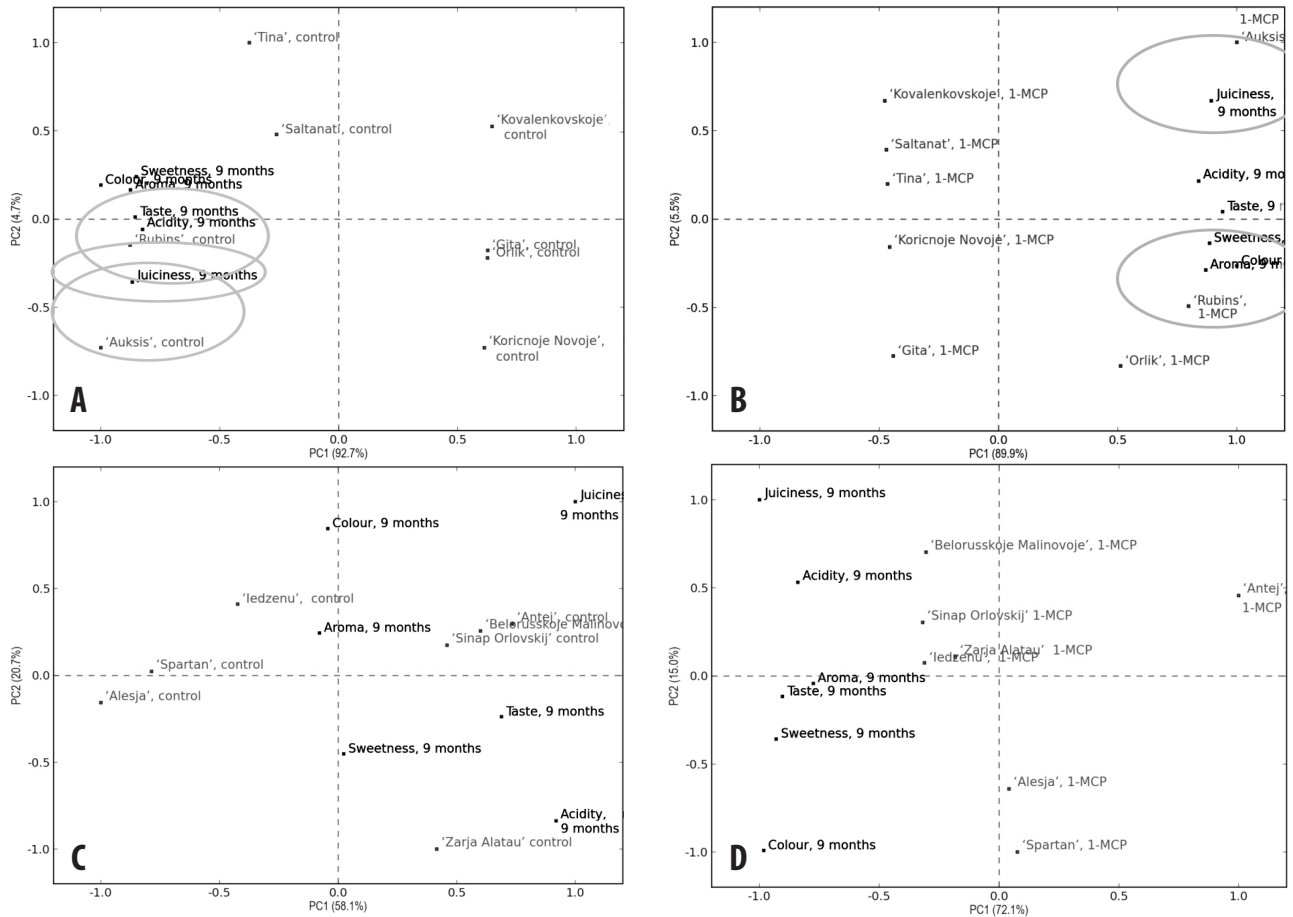 1.0
0.5
0.0
-0.5
-1.0
PC2 (4.7%)
‘Tina’, control
‘Saltanat’, control
‘Kovalenkovskoje’,
control
Sweetness, 9 months
Colour, 9 months
Aroma, 9 months
Taste, 9 months
Acidity, 9 months
‘Rubins’, control
‘Gita’, control
‘Orlik’, control
Juiciness, 9 months
‘Auksis’, control
‘Koricnoje Novoje’,
control
A
-1.0 -0.5 0.0 0.5 1.0
PC1 (92.7%)
1.0
0.5
0.0
-0.5
-1.0
PC2 (5.5%)
1-MCP
‘Auksis
‘Kovalenkovskoje’, 1-MCP
Juiciness,
9 months
‘Saltanat’, 1-MCP
‘Tina’, 1-MCP
Acidity, 9 mo
Taste, 9
‘Koricnoje Novoje’, 1-MCP
Sweetness,
Colour
Aroma, 9 m
‘Rubins’,
1-MCP
‘Gita’, 1-MCP
‘Orlik’, 1-MCP
B
-1.0 -0.5 0.0 0.5 1.0
PC1 (89.9%)
1.0
0.5
0.0
-0.5
-1.0
PC2 (20.7%)
Juicines
9 months
Colour, 9 months
‘Iedzenu’, control
Aroma, 9 months
‘Antej’, control
‘Belorusskoje Malinovo
‘Sinap Orlovskij’ control
‘Spartan’, control
‘Alesja’, control
Taste, 9 months
Sweetness, 9 months
Acidity,
9 months
‘Zarja Alatau’ control
C
-1.0 -0.5 0.0 0.5 1.0
PC1 (58.1%)
1.0
0.5
0.0
-0.5
-1.0
PC2 (15.0%)
Juiciness, 9 months
‘Belorusskoje Malinovoje’, 1-MCP
Acidity, 9 months
‘Antej’,
1-MCP
‘Sinap Orlovskij’ 1-MCP
‘Zarja Alatau’ 1-MCP
‘Iedzenu’, 1-MCP
Aroma, 9 months
Taste, 9 months
Sweetness, 9 months
‘Alesja’, 1-MCP
Colour, 9 months
‘Spartan’, 1-MCP
D
-1.0 -0.5 0.0 0.5 1.0
PC1 (72.1%)